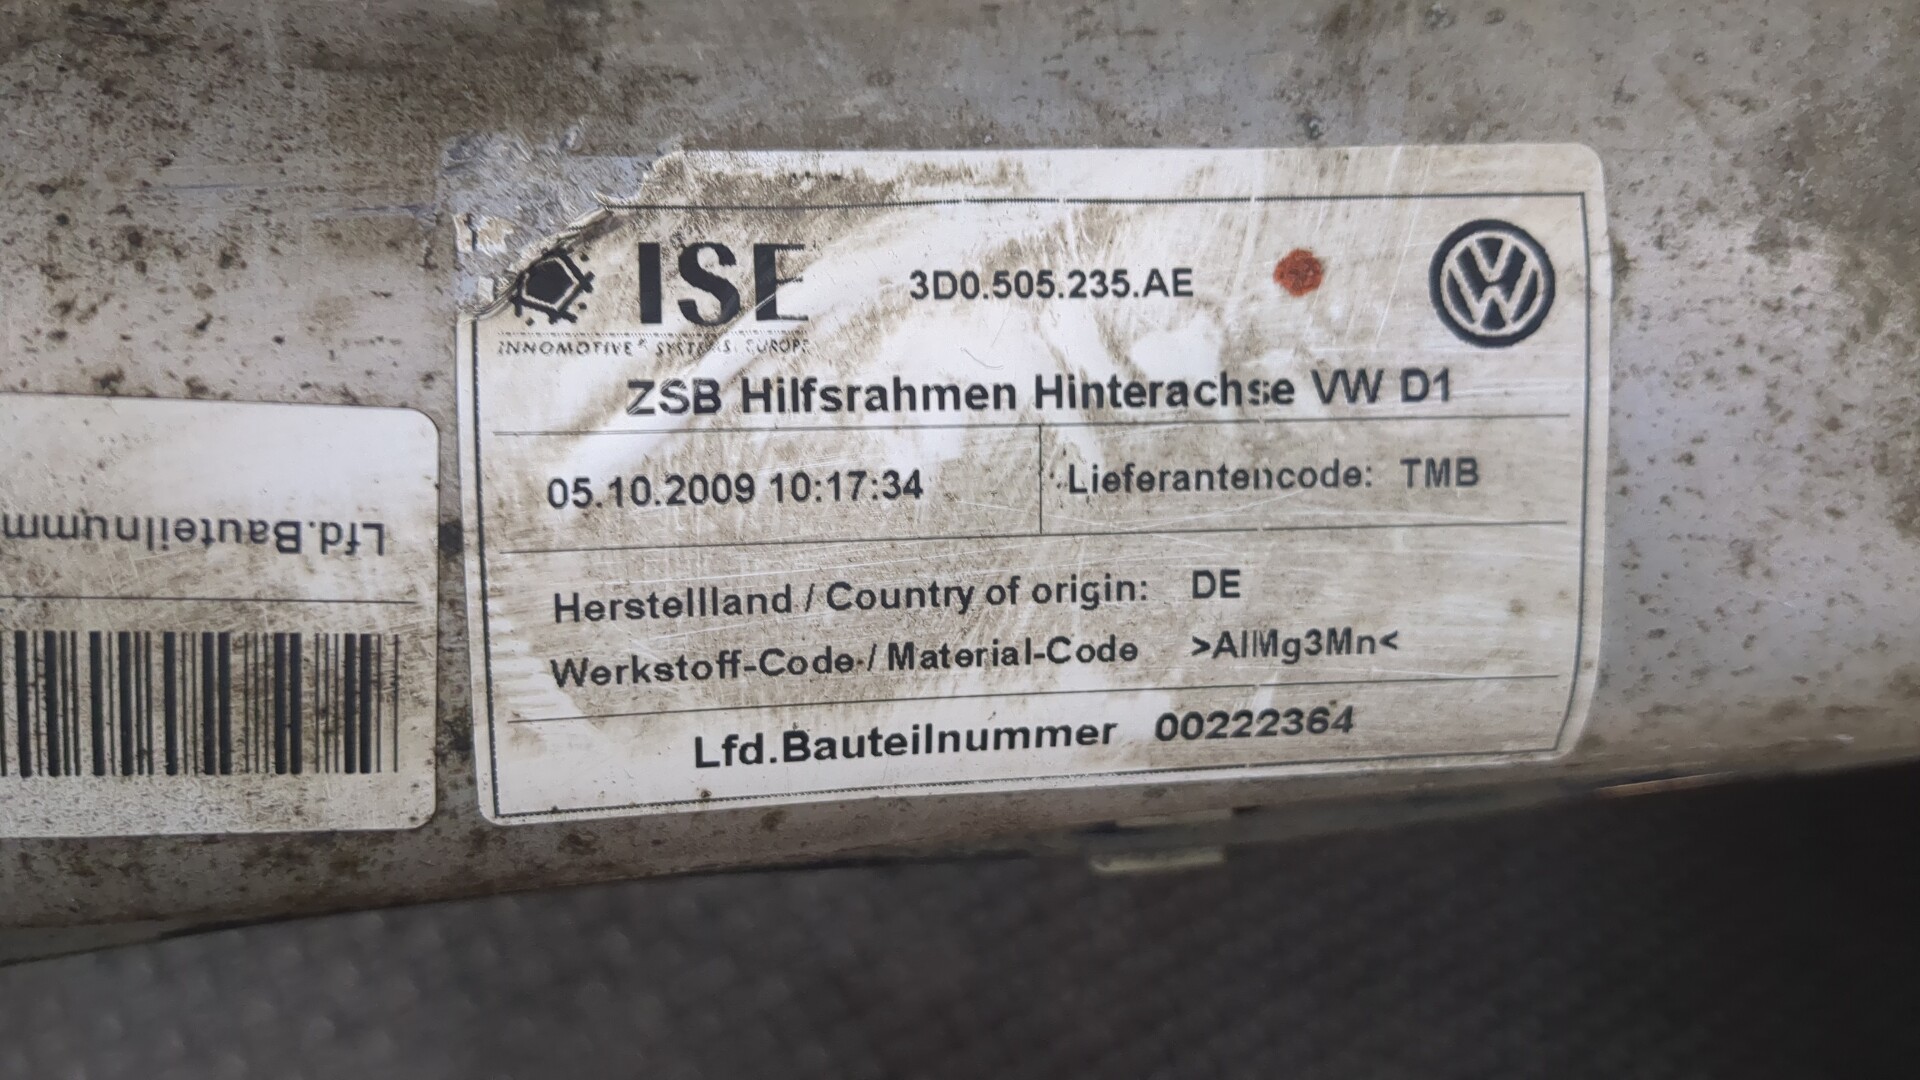 ISE
INNOMOTIVE SYSTEMS EUROPE
3D0.505.235.AE
ZSB Hilfsrahmen Hinterachse VW D1
05.10.2009 10:17:34
Lieferantencode: TMB
Herstellland / Country of origin: DE
Werkstoff-Code / Material-Code >AlMg3Mn<
Lfd.Bauteilnummer 00222364
Lfd.Bauteilnumm